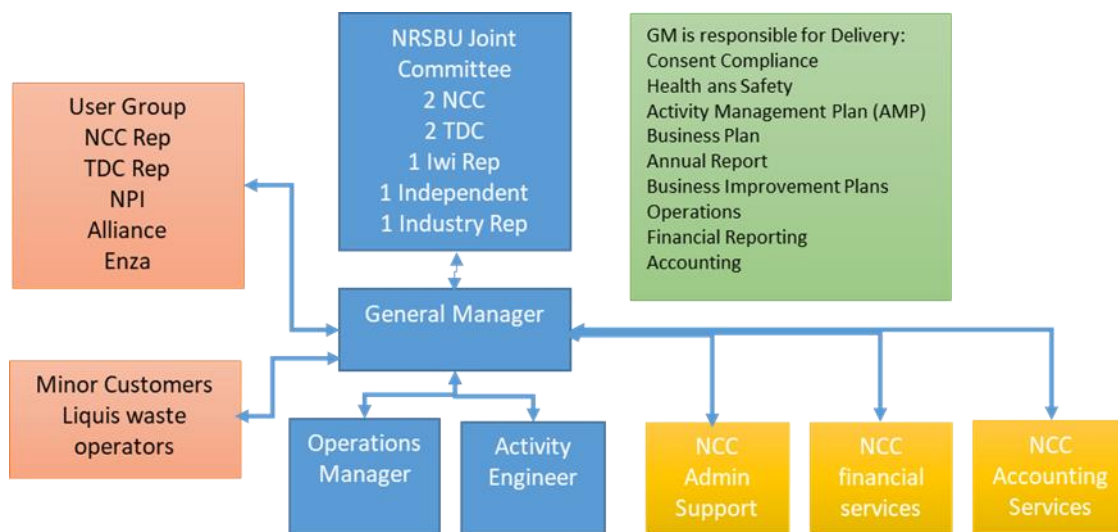 User Group
NCC Rep
TDC Rep
NPI
Alliance
Enza
NRSBU Joint
Committee
2 NCC
2 TDC
1 Iwi Rep
1 Independent
1 Industry Rep
GM is responsible for Delivery:
Consent Compliance
Health ans Safety
Activity Management Plan (AMP)
Business Plan
Annual Report
Business Improvement Plans
Operations
Financial Reporting
Accounting
General Manager
Minor Customers
Liquis waste
operators
Operations
Manager
Activity
Engineer
NCC
Admin
Support
NCC
financial
services
NCC
Accounting
Services